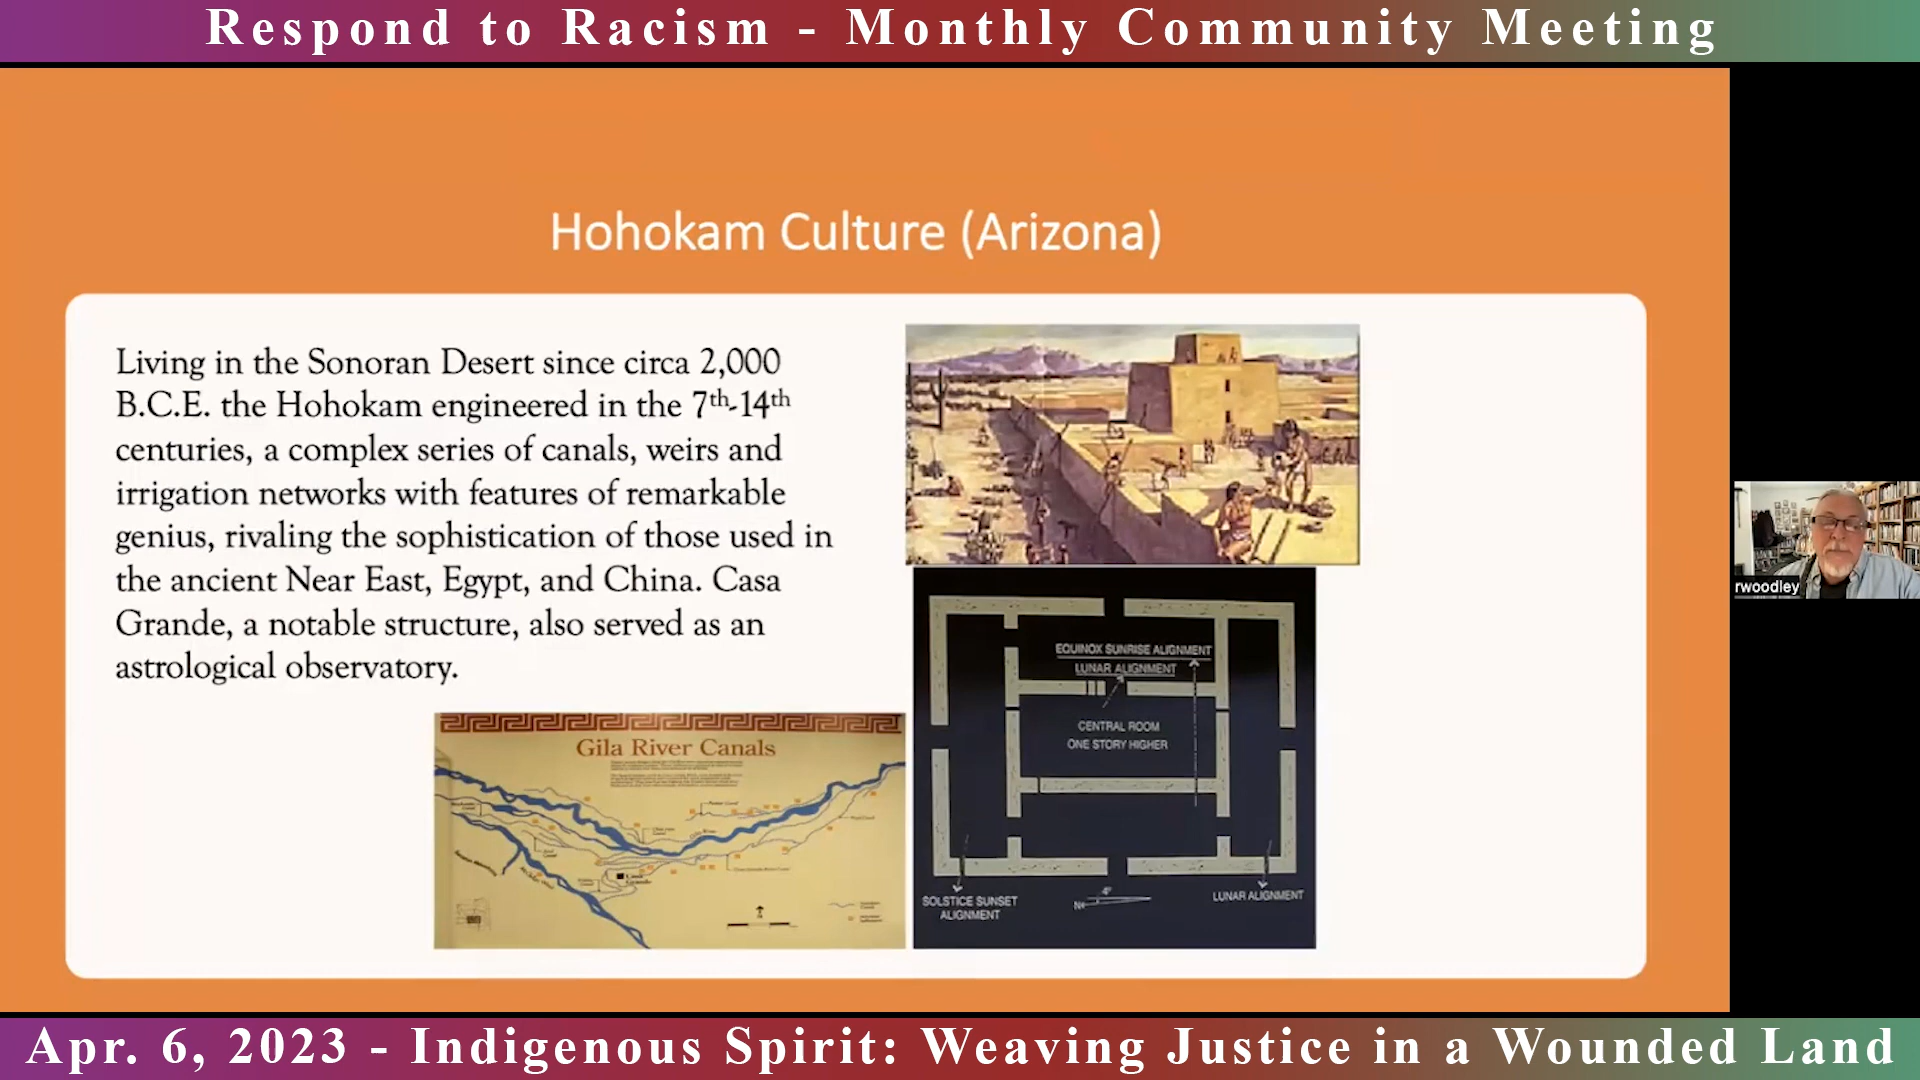 Respond to Racism - Monthly Community Meeting
Hohokam Culture (Arizona)
Living in the Sonoran Desert since circa 2,000
B.C.E. the Hohokam engineered in the 7th-14th
centuries, a complex series of canals, weirs and
irrigation networks with features of remarkable
genius, rivaling the sophistication of those used in
the ancient Near East, Egypt, and China. Casa
Grande, a notable structure, also served as an
astrological observatory.
EQUINOX SUNRISE ALIGNMENT
LUNAR ALIGNMENT
CENTRAL ROOM
ONE STORY HIGHER
SOLSTICE SUNSET
ALIGNMENT
4°
N
LUNAR ALIGNMENT
Gila River Canals
Casa
Grande
rwoodley
Apr. 6, 2023 - Indigenous Spirit: Weaving Justice in a Wounded Land